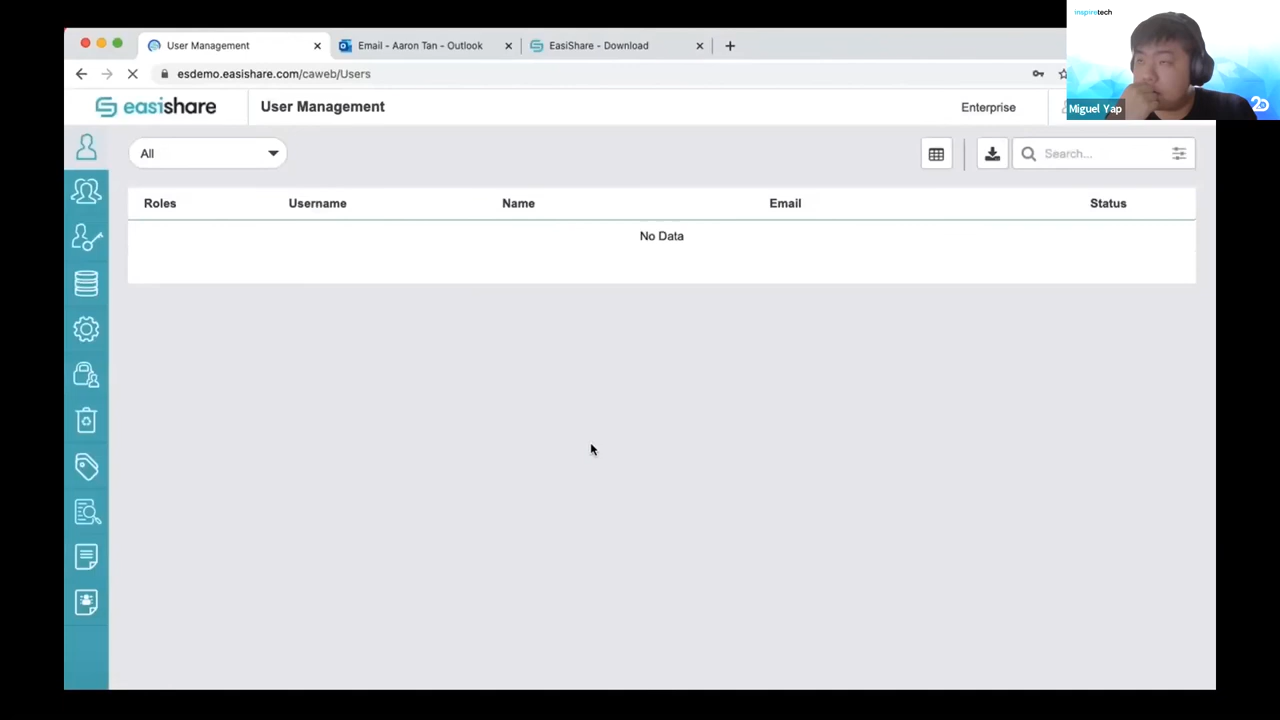 User Management
Email - Aaron Tan - Outlook
EasiShare - Download
esdemo.easishare.com/caweb/Users
easishare
User Management
Enterprise
inspiretech
Miguel Yap
20
All
Search...
Roles
Username
Name
Email
Status
No Data